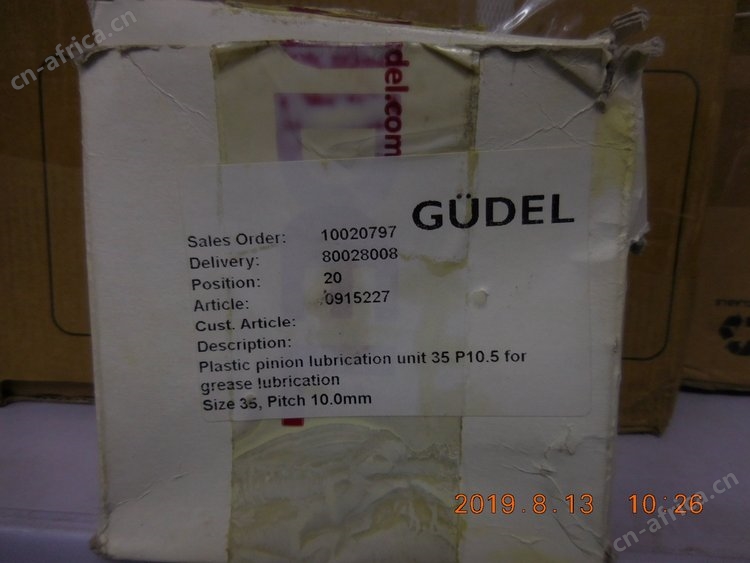 cn-africa.cn
del.com
GÜDEL
Sales Order: 10020797
Delivery: 80028008
Position: 20
Article: 0915227
Cust. Article:
Description:
Plastic pinion lubrication unit 35 P10.5 for
grease lubrication
Size 35, Pitch 10.0mm
2019.8.13 10:26
cn-africa.cn